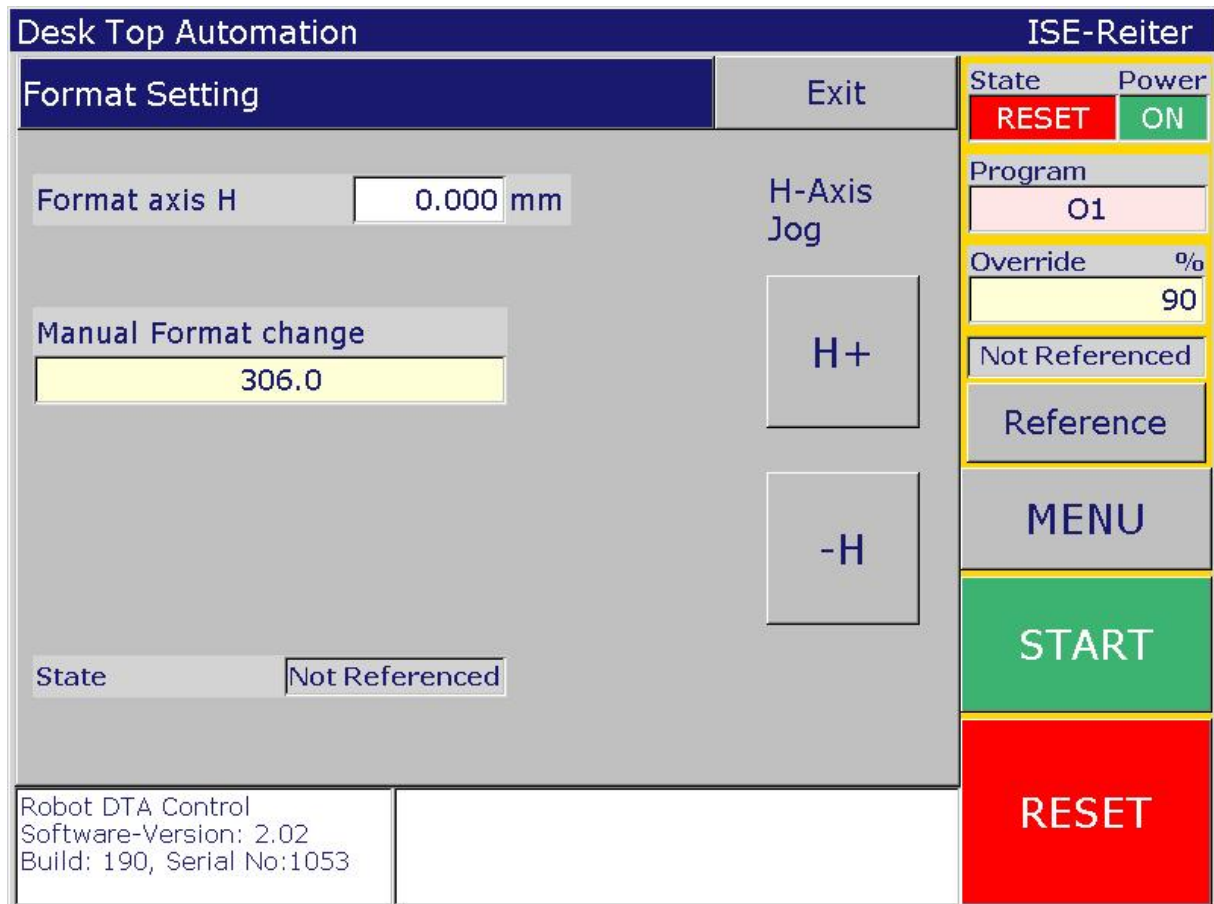 Desk Top Automation ISE-Reiter
Format Setting
Exit
State Power
RESET ON
Format axis H 0.000 mm
H-Axis
Jog
Program
O1
Override %
90
Manual Format change
306.0
H+
Not Referenced
Reference
-H
MENU
State Not Referenced
START
RESET
Robot DTA Control
Software-Version: 2.02
Build: 190, Serial No:1053